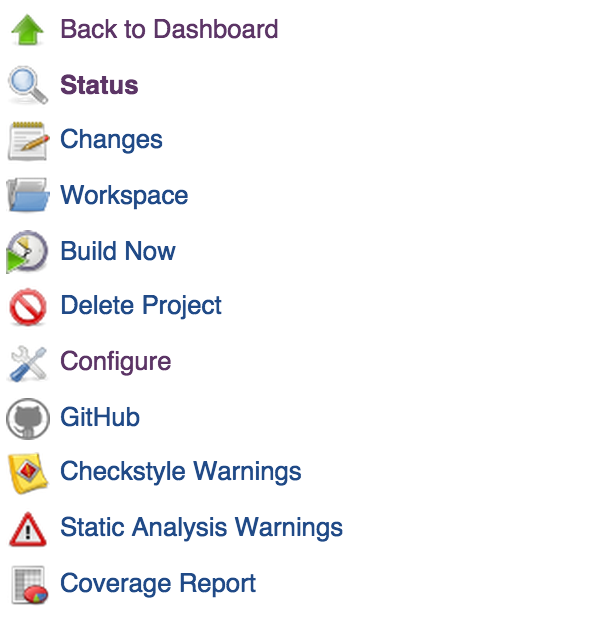 Back to Dashboard
Status
Changes
Workspace
Build Now
Delete Project
Configure
GitHub
Checkstyle Warnings
Static Analysis Warnings
Coverage Report